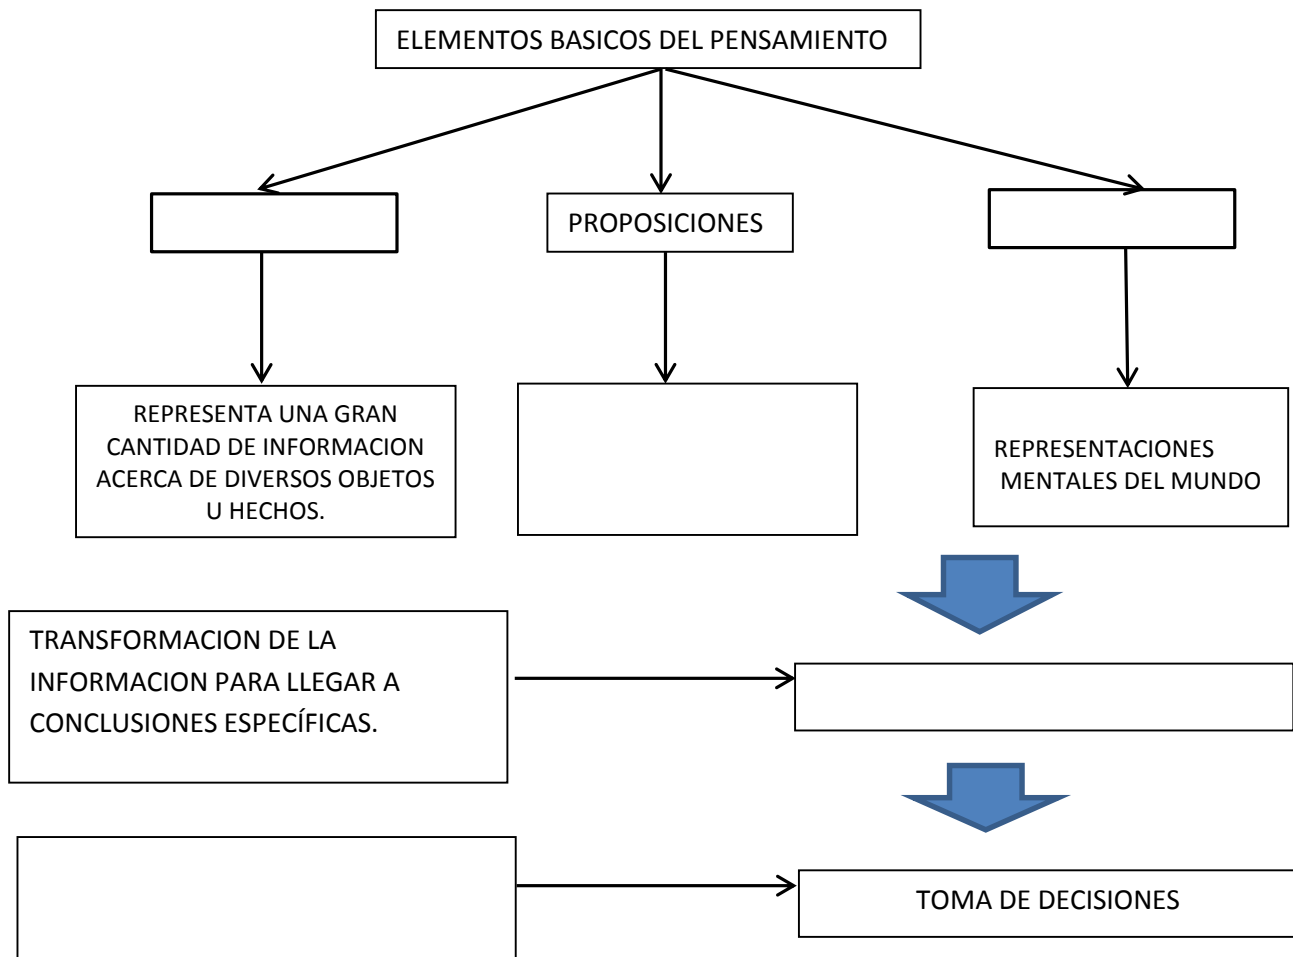 ELEMENTOS BASICOS DEL PENSAMIENTO
PROPOSICIONES
REPRESENTA UNA GRAN
CANTIDAD DE INFORMACION
ACERCA DE DIVERSOS OBJETOS
U HECHOS.
REPRESENTACIONES
MENTALES DEL MUNDO
TRANSFORMACION DE LA
INFORMACION PARA LLEGAR A
CONCLUSIONES ESPECÍFICAS.
TOMA DE DECISIONES